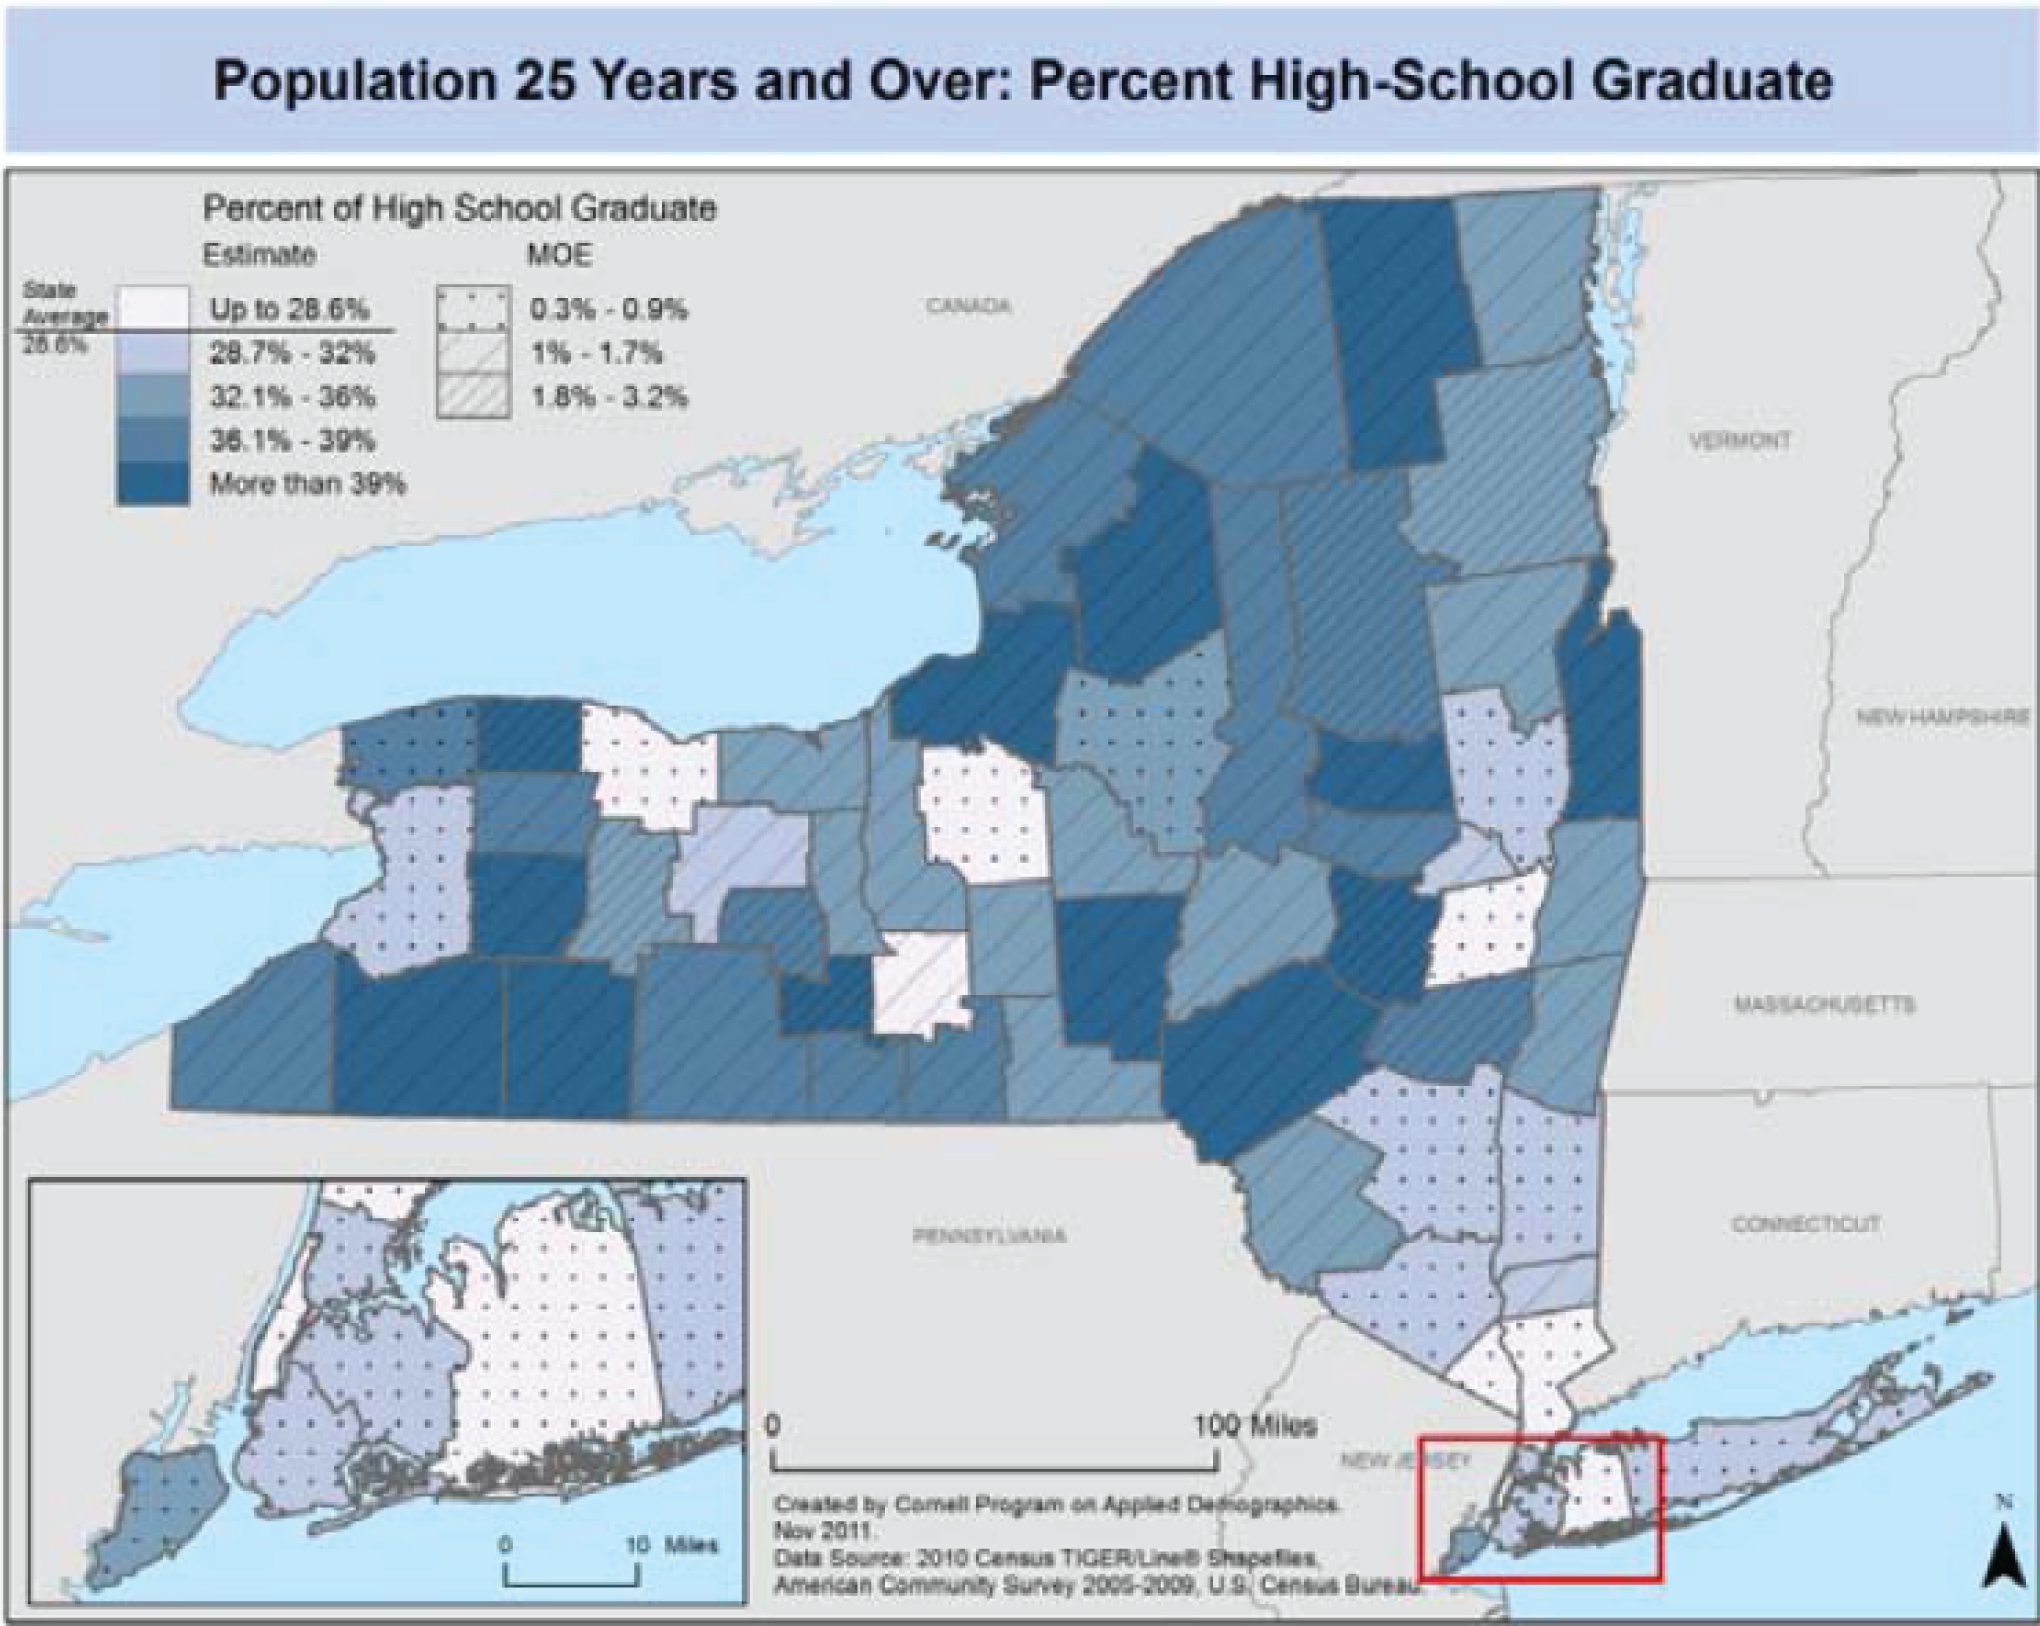 Population 25 Years and Over: Percent High-School Graduate
Percent of High School Graduate
Estimate
MOE
State
Average
28.6%
Up to 28.6%
28.7% - 32%
32.1% - 36%
36.1% - 39%
More than 39%
0.3% - 0.9%
1% - 1.7%
1.8% - 3.2%
CANADA
VERMONT
NEW HAMPSHIRE
MASSACHUSETTS
CONNECTICUT
PENNSYLVANIA
NEW JERSEY
0 100 Miles
0 10 Miles
Created by Cornell Program on Applied Demographics.
Nov 2011.
Data Source: 2010 Census TIGER/Line® Shapefiles,
American Community Survey 2005-2009, U.S. Census Bureau.
N